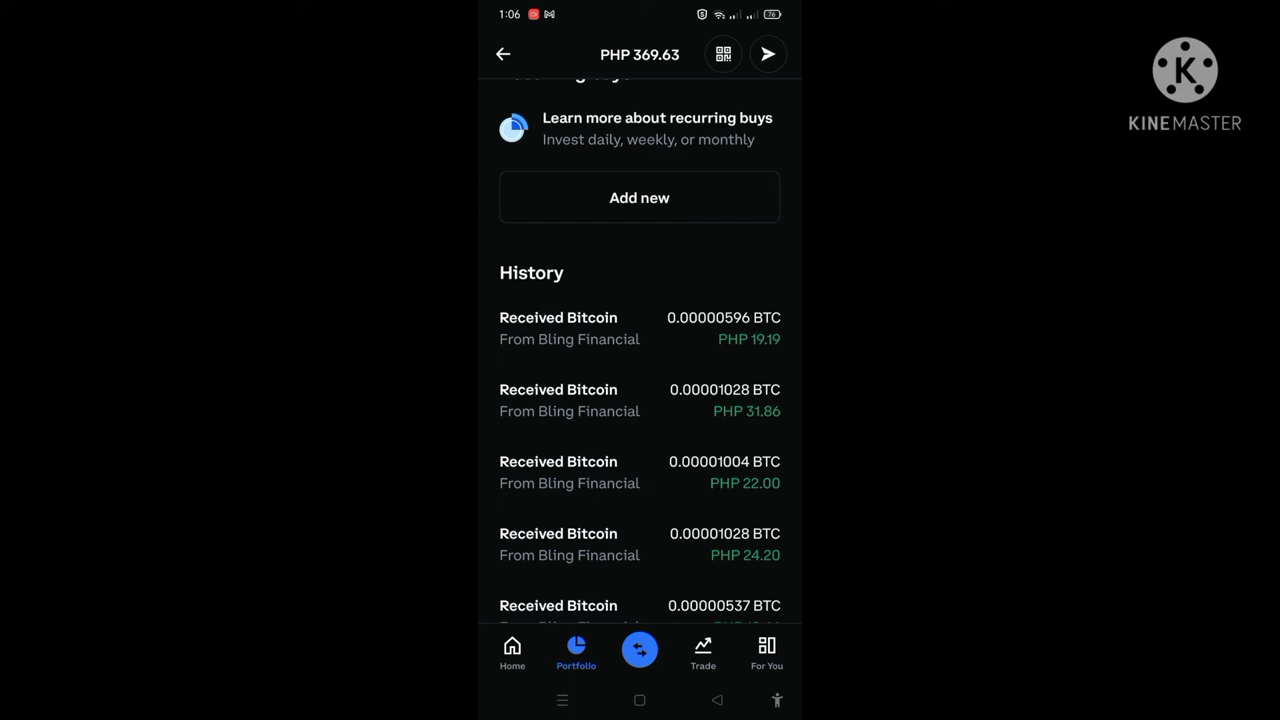 1:06
76
PHP 369.63
Learn more about recurring buys
Invest daily, weekly, or monthly
Add new
History
Received Bitcoin 0.00000596 BTC
From Bling Financial PHP 19.19
Received Bitcoin 0.00001028 BTC
From Bling Financial PHP 31.86
Received Bitcoin 0.00001004 BTC
From Bling Financial PHP 22.00
Received Bitcoin 0.00001028 BTC
From Bling Financial PHP 24.20
Received Bitcoin 0.00000537 BTC
Home Portfolio Trade For You
K
KINEMASTER